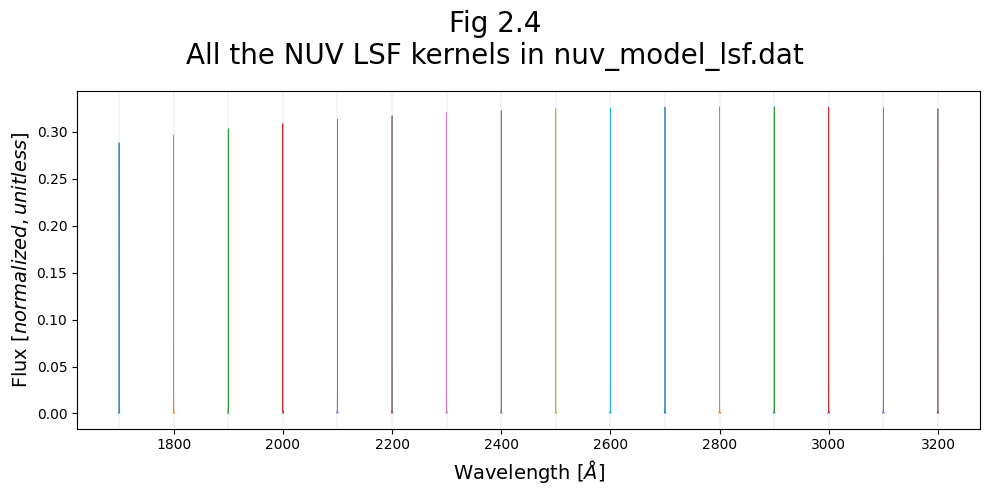 Fig 2.4
All the NUV LSF kernels in nuv_model_lsf.dat
Flux [normalized, unitless]
0.30
0.25
0.20
0.15
0.10
0.05
0.00
1800 2000 2200 2400 2600 2800 3000 3200
Wavelength [Å]